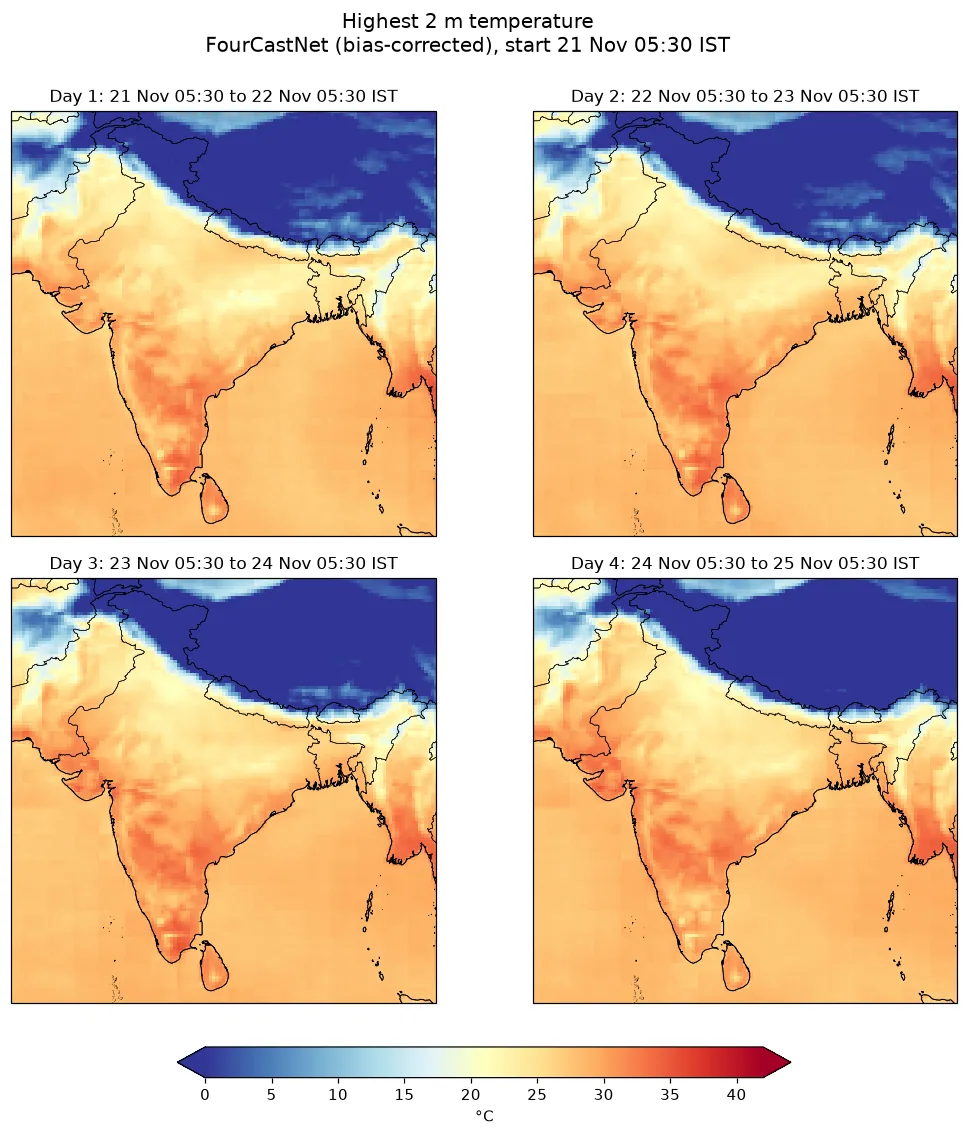 Highest 2 m temperature
FourCastNet (bias-corrected), start 21 Nov 05:30 IST
Day 1: 21 Nov 05:30 to 22 Nov 05:30 IST
Day 2: 22 Nov 05:30 to 23 Nov 05:30 IST
Day 3: 23 Nov 05:30 to 24 Nov 05:30 IST
Day 4: 24 Nov 05:30 to 25 Nov 05:30 IST
0 5 10 15 20 25 30 35 40
°C